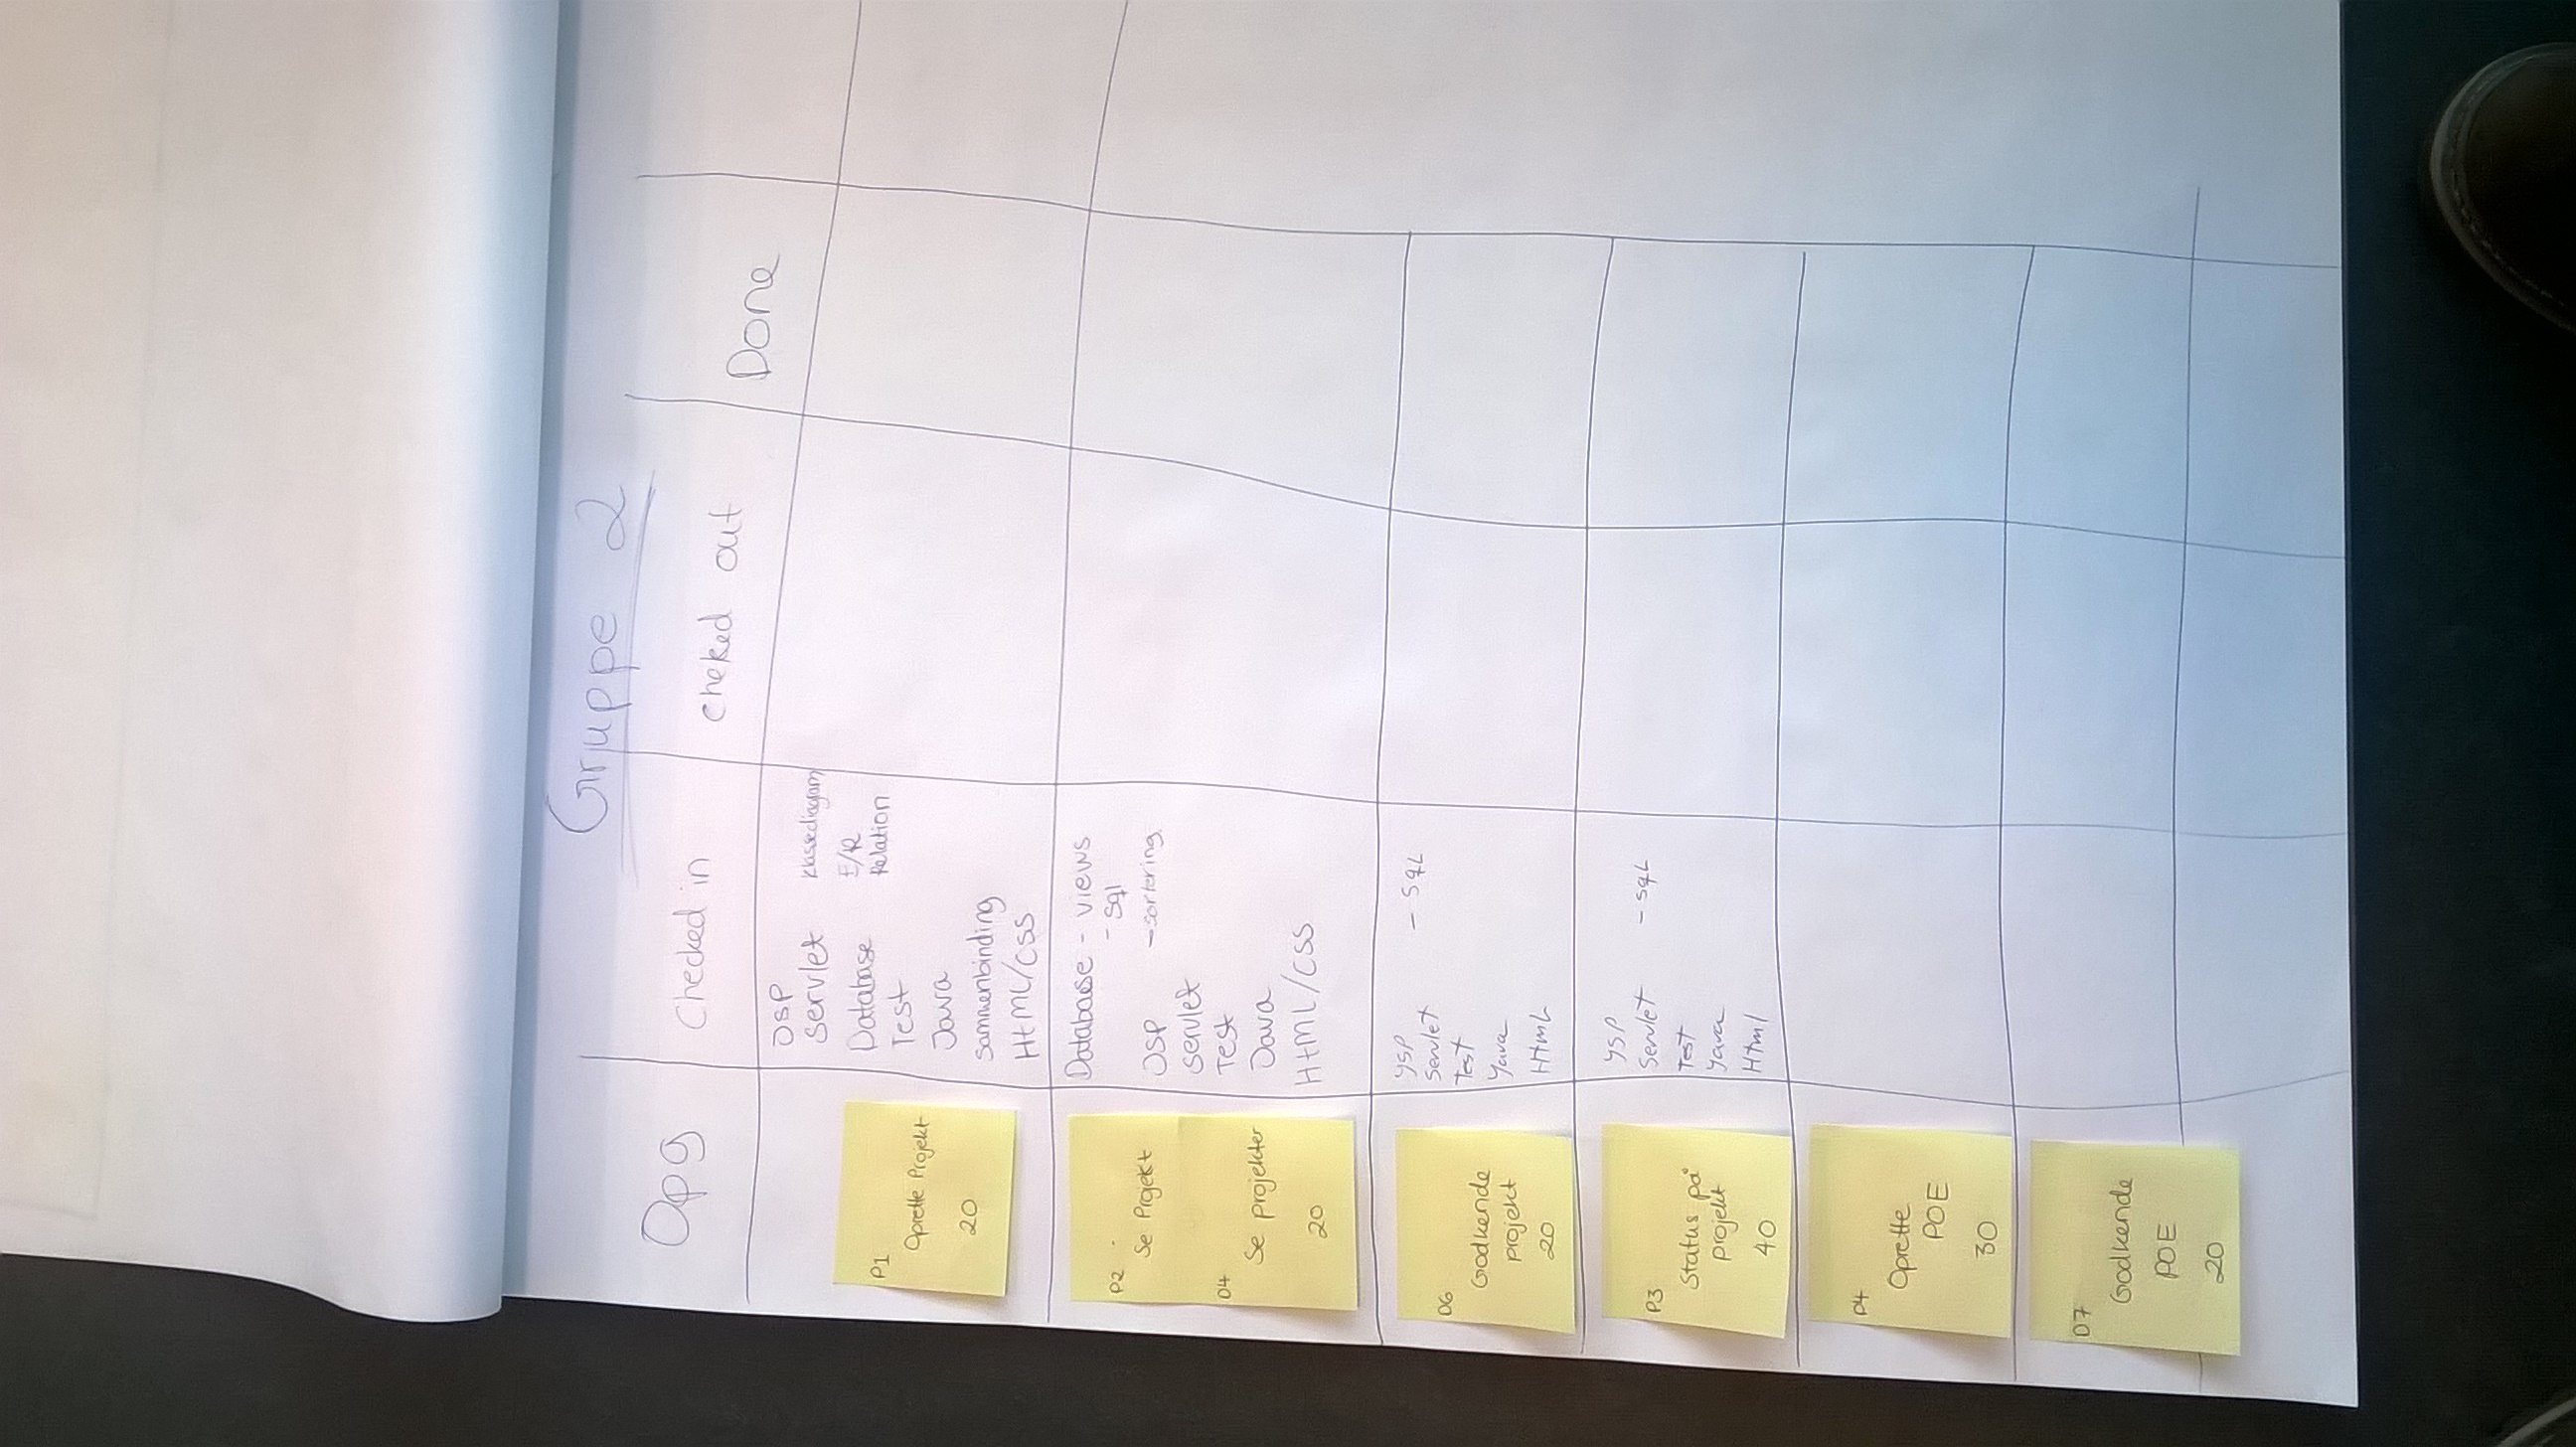 Gruppe 2
Opg
Checked in
Cheked out
Done
P1
Oprette Projekt
20
JSP
Servlet
Klassediagram
Database
E/R
Relation
Test
Java
sammenbinding
Html/CSS
P2
Se Projekt
D4
Se projekter
20
Database - views
- Sql
JSP
- sortering
servlet
Test
Java
Html/CSS
D6
Godkende
projekt
20
JSP
Servlet - SqL
Test
Java
HtmL
P3
Status på
projekt
40
JSP
Servlet - SqL
Test
Java
Html
P4
Oprette
POE
30
D7
Godkende
POE
20